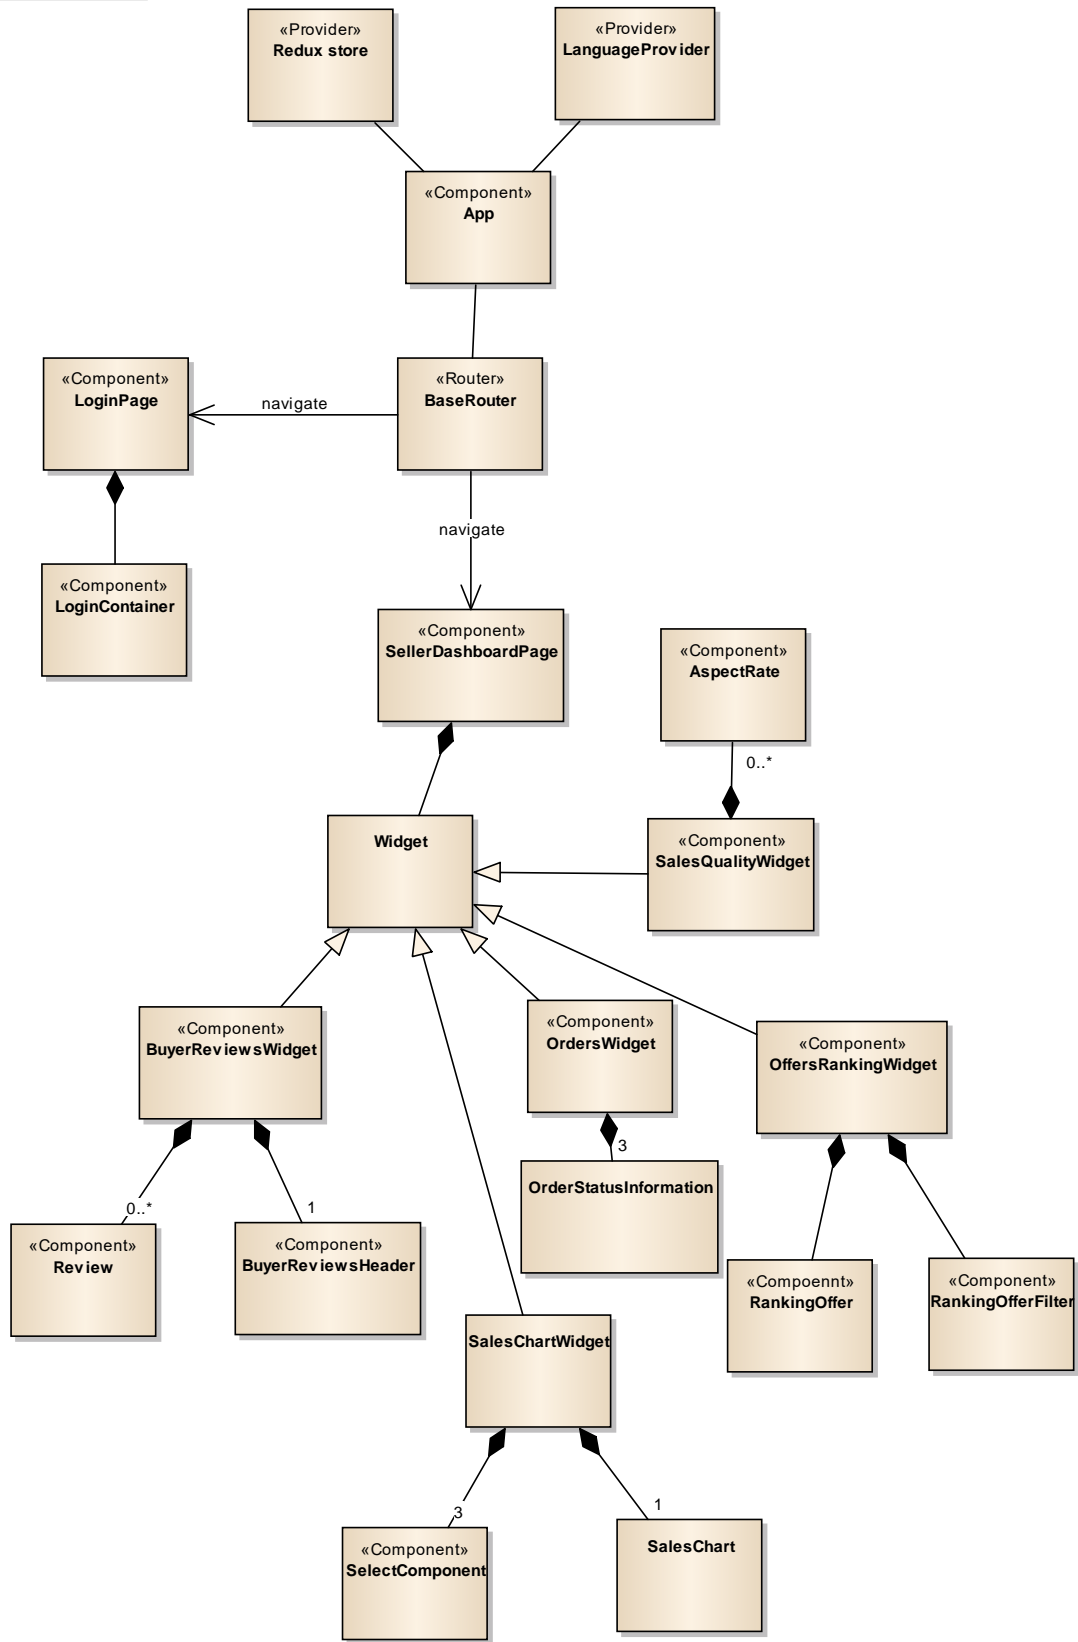 «Provider»
Redux store
«Provider»
LanguageProvider
«Component»
App
«Component»
LoginPage
navigate
«Router»
BaseRouter
navigate
«Component»
LoginContainer
«Component»
SellerDashboardPage
«Component»
AspectRate
0..*
Widget
«Component»
SalesQualityWidget
«Component»
BuyerReviewsWidget
«Component»
OrdersWidget
«Component»
OffersRankingWidget
3
OrderStatusInformation
0..*
1
«Component»
Review
«Component»
BuyerReviewsHeader
«Compoennt»
RankingOffer
«Component»
RankingOfferFilter
SalesChartWidget
3
1
«Component»
SelectComponent
SalesChart